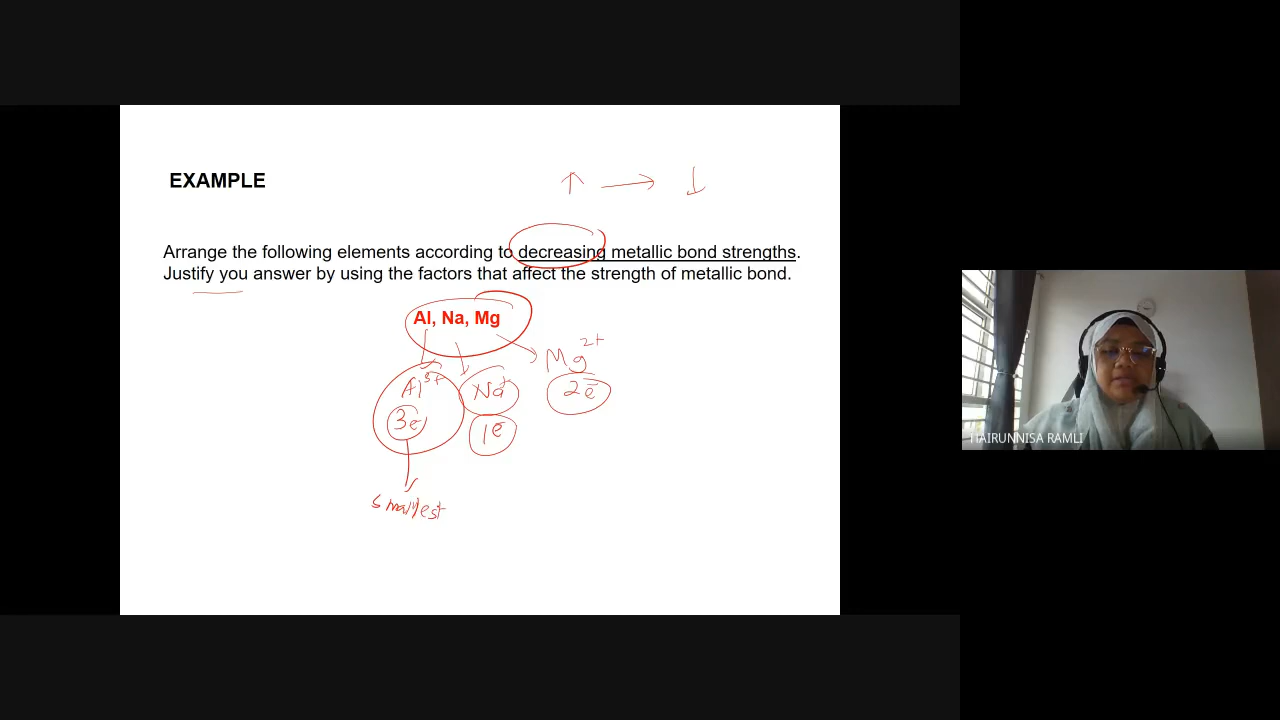 EXAMPLE
Arrange the following elements according to decreasing metallic bond strengths.
Justify you answer by using the factors that affect the strength of metallic bond.
Al, Na, Mg
Mg²⁺
Al³⁺ Na⁺ 2e⁻
3e⁻ 1e⁻
smallest
HAIRUNNISA RAMLI